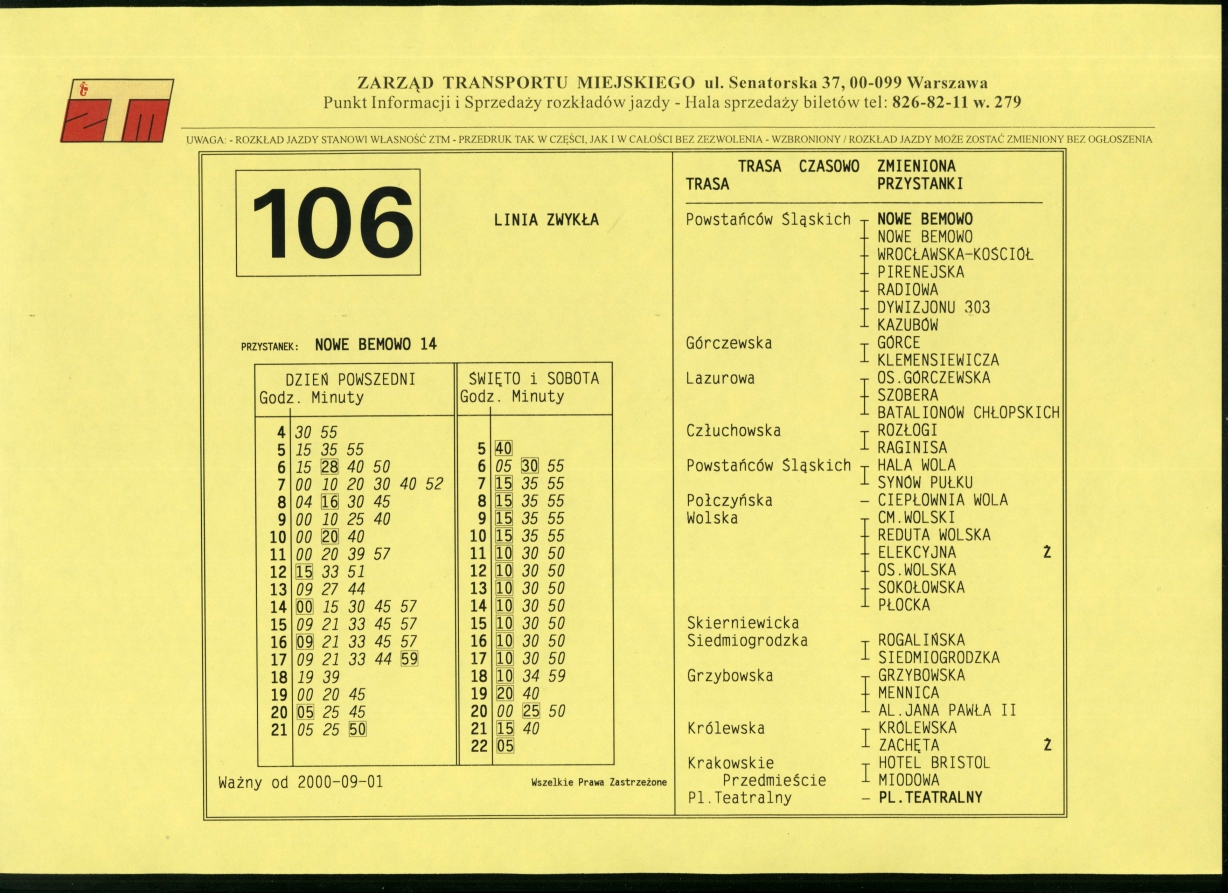 ZTM
ZARZĄD TRANSPORTU MIEJSKIEGO ul. Senatorska 37, 00-099 Warszawa
Punkt Informacji i Sprzedaży rozkładów jazdy - Hala sprzedaży biletów tel: 826-82-11 w. 279
UWAGA: - ROZKŁAD JAZDY STANOWI WŁASNOŚĆ ZTM - PRZEDRUK TAK W CZĘŚCI, JAK I W CAŁOŚCI BEZ ZEZWOLENIA - WZBRONIONY / ROZKŁAD JAZDY MOŻE ZOSTAĆ ZMIENIONY BEZ OGŁOSZENIA
106
LINIA ZWYKŁA
PRZYSTANEK: NOWE BEMOWO 14
DZIEŃ POWSZEDNI
Godz. Minuty
4 30 55
5 15 35 55
6 15 28 40 50
7 00 10 20 30 40 52
8 04 16 30 45
9 00 10 25 40
10 00 20 40
11 00 20 39 57
12 15 33 51
13 09 27 44
14 00 15 30 45 57
15 09 21 33 45 57
16 09 21 33 45 57
17 09 21 33 44 59
18 19 39
19 00 20 45
20 05 25 45
21 05 25 50
ŚWIĘTO i SOBOTA
Godz. Minuty
5 40
6 05 30 55
7 15 35 55
8 15 35 55
9 15 35 55
10 15 35 55
11 10 30 50
12 10 30 50
13 10 30 50
14 10 30 50
15 10 30 50
16 10 30 50
17 10 30 50
18 10 34 59
19 20 40
20 00 25 50
21 15 40
22 05
Ważny od 2000-09-01
Wszelkie Prawa Zastrzeżone
TRASA CZASOWO ZMIENIONA
TRASA PRZYSTANKI
Powstańców Śląskich NOWE BEMOWO
NOWE BEMOWO
WROCŁAWSKA-KOŚCIÓŁ
PIRENEJSKA
RADIOWA
DYWIZJONU 303
KAZUBÓW
Górczewska GÓRCE
KLEMENSIEWICZA
Lazurowa OS.GÓRCZEWSKA
SZOBERA
BATALIONÓW CHŁOPSKICH
Człuchowska ROZŁOGI
RAGINISA
Powstańców Śląskich HALA WOLA
SYNÓW PUŁKU
Połczyńska – CIEPŁOWNIA WOLA
Wolska CM.WOLSKI
REDUTA WOLSKA
ELEKCYJNA Ż
OS.WOLSKA
SOKOŁOWSKA
PŁOCKA
Skierniewicka
Siedmiogrodzka ROGALIŃSKA
SIEDMIOGRODZKA
Grzybowska GRZYBOWSKA
MENNICA
AL.JANA PAWŁA II
Królewska KRÓLEWSKA
ZACHĘTA Ż
Krakowskie HOTEL BRISTOL
Przedmieście MIODOWA
Pl.Teatralny – PL.TEATRALNY